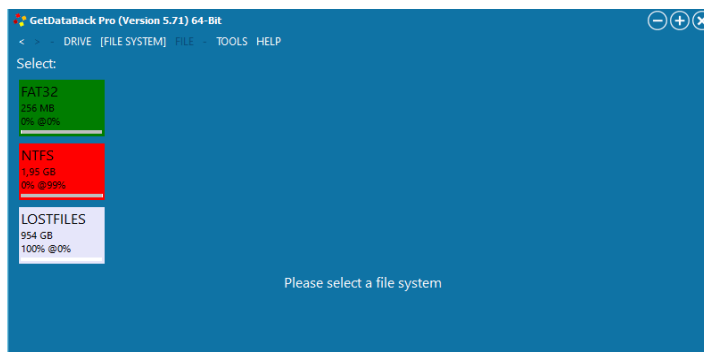 GetDataBack Pro (Version 5.71) 64-Bit
< > - DRIVE [FILE SYSTEM] FILE - TOOLS HELP
Select:
FAT32
256 MB
0% @0%
NTFS
1,95 GB
0% @99%
LOSTFILES
954 GB
100% @0%
Please select a file system